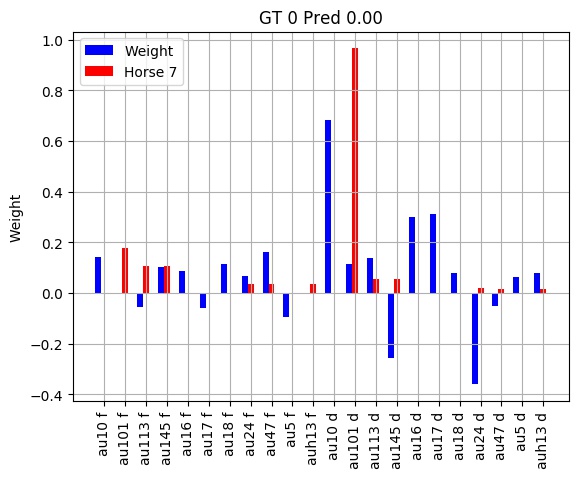 GT 0 Pred 0.00
Weight
Horse 7
Weight
1.0
0.8
0.6
0.4
0.2
0.0
−0.2
−0.4
au10 f
au101 f
au113 f
au145 f
au16 f
au17 f
au18 f
au24 f
au47 f
au5 f
auh13 f
au10 d
au101 d
au113 d
au145 d
au16 d
au17 d
au18 d
au24 d
au47 d
au5 d
auh13 d